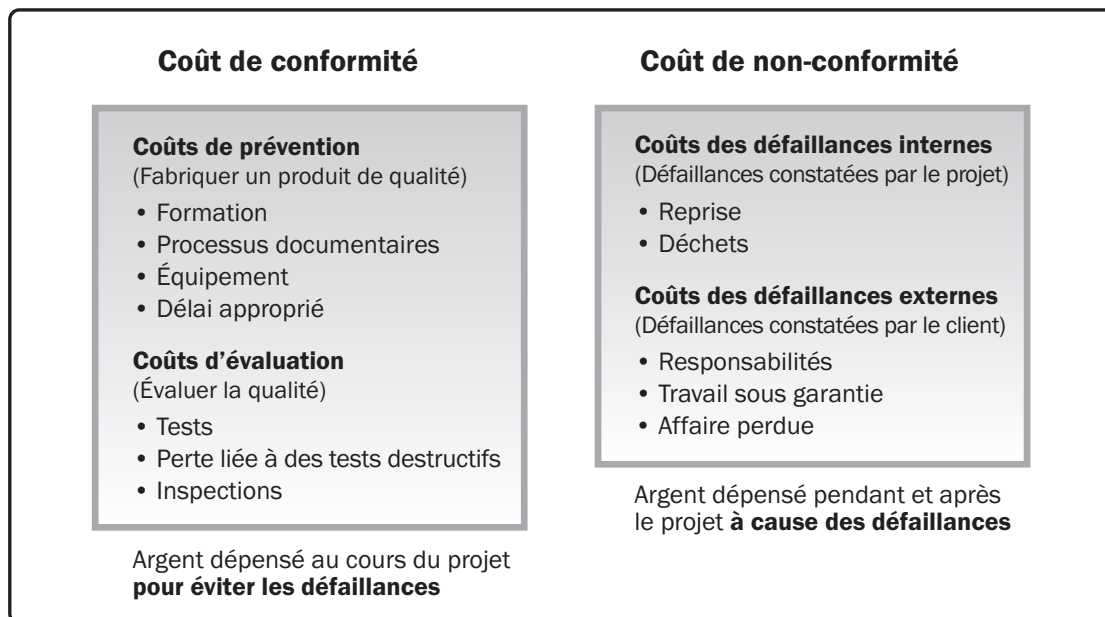 Coût de conformité
Coûts de prévention
(Fabriquer un produit de qualité)
• Formation
• Processus documentaires
• Équipement
• Délai approprié
Coûts d’évaluation
(Évaluer la qualité)
• Tests
• Perte liée à des tests destructifs
• Inspections
Argent dépensé au cours du projet
pour éviter les défaillances
Coût de non-conformité
Coûts des défaillances internes
(Défaillances constatées par le projet)
• Reprise
• Déchets
Coûts des défaillances externes
(Défaillances constatées par le client)
• Responsabilités
• Travail sous garantie
• Affaire perdue
Argent dépensé pendant et après
le projet à cause des défaillances